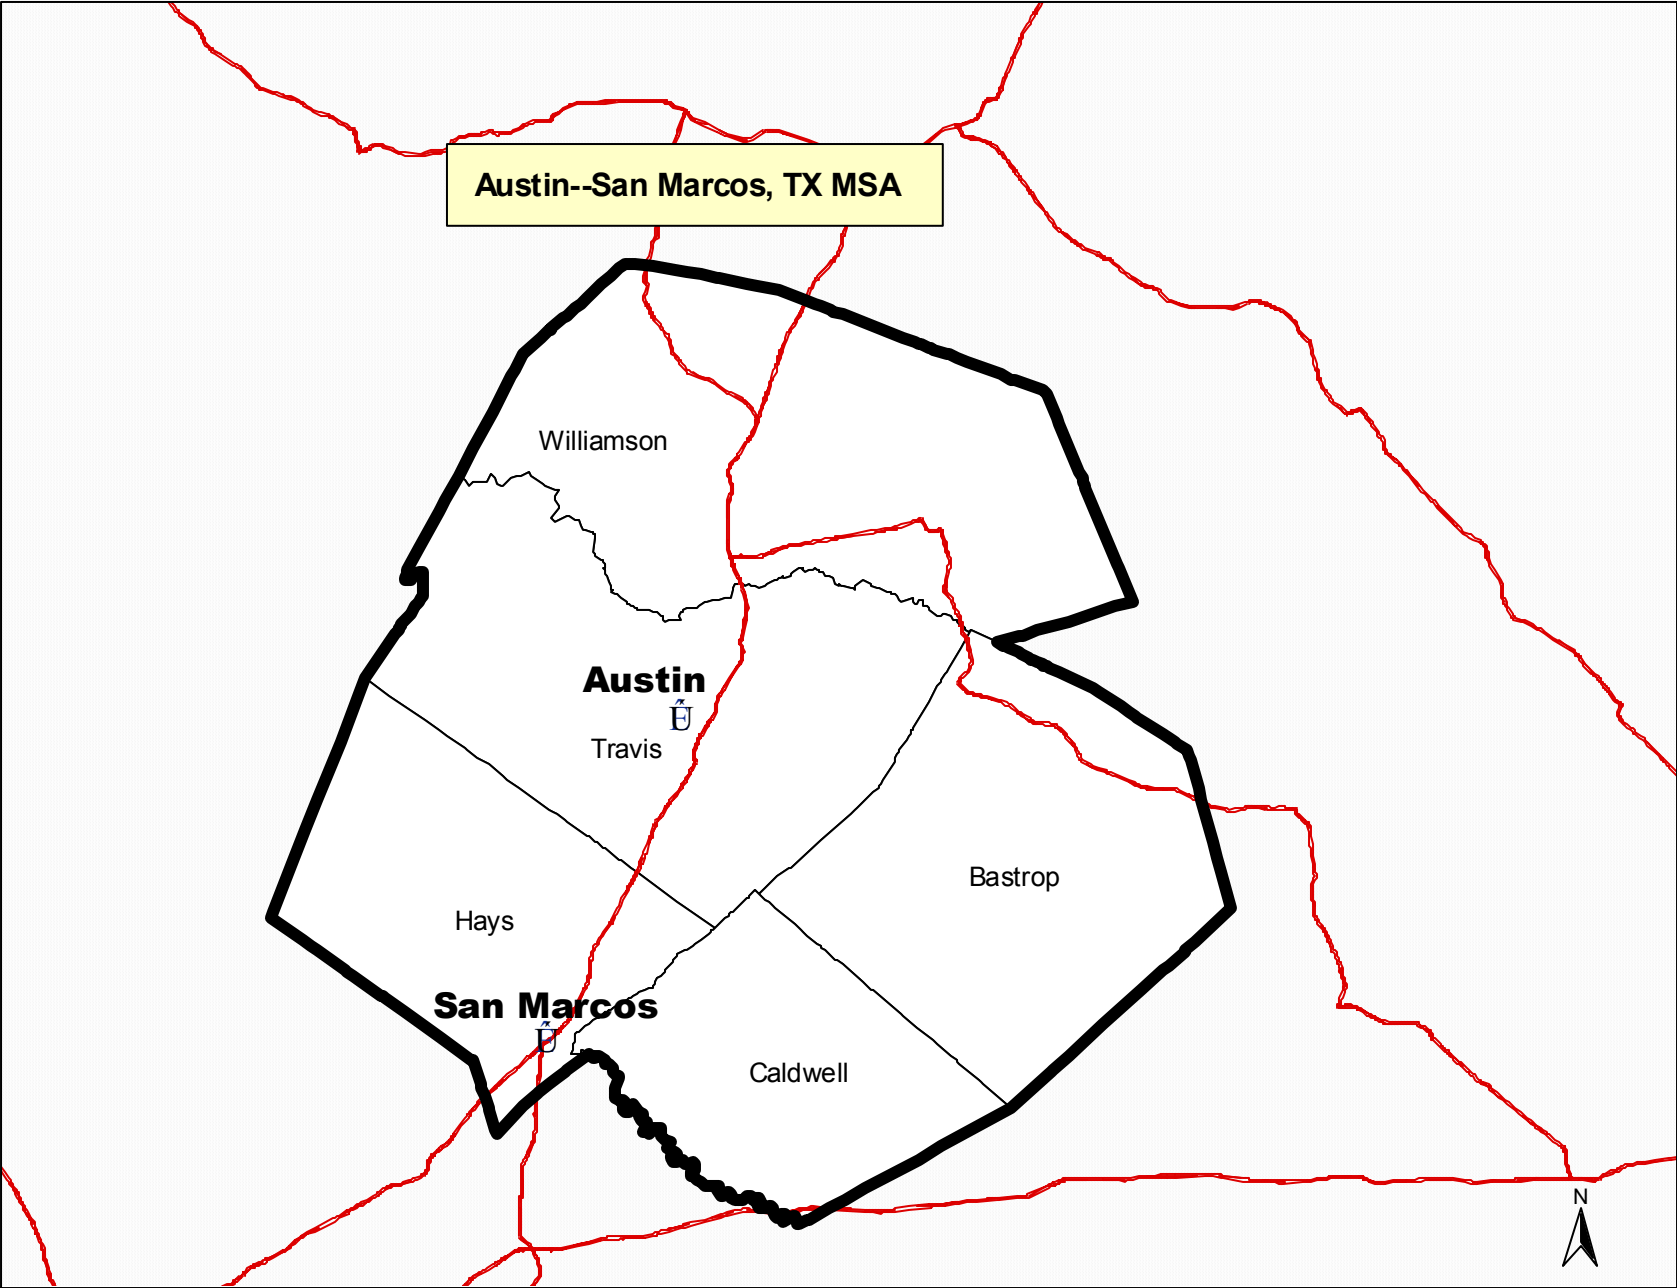 Austin--San Marcos, TX MSA
Williamson
Austin
Travis
Bastrop
Hays
San Marcos
Caldwell
N